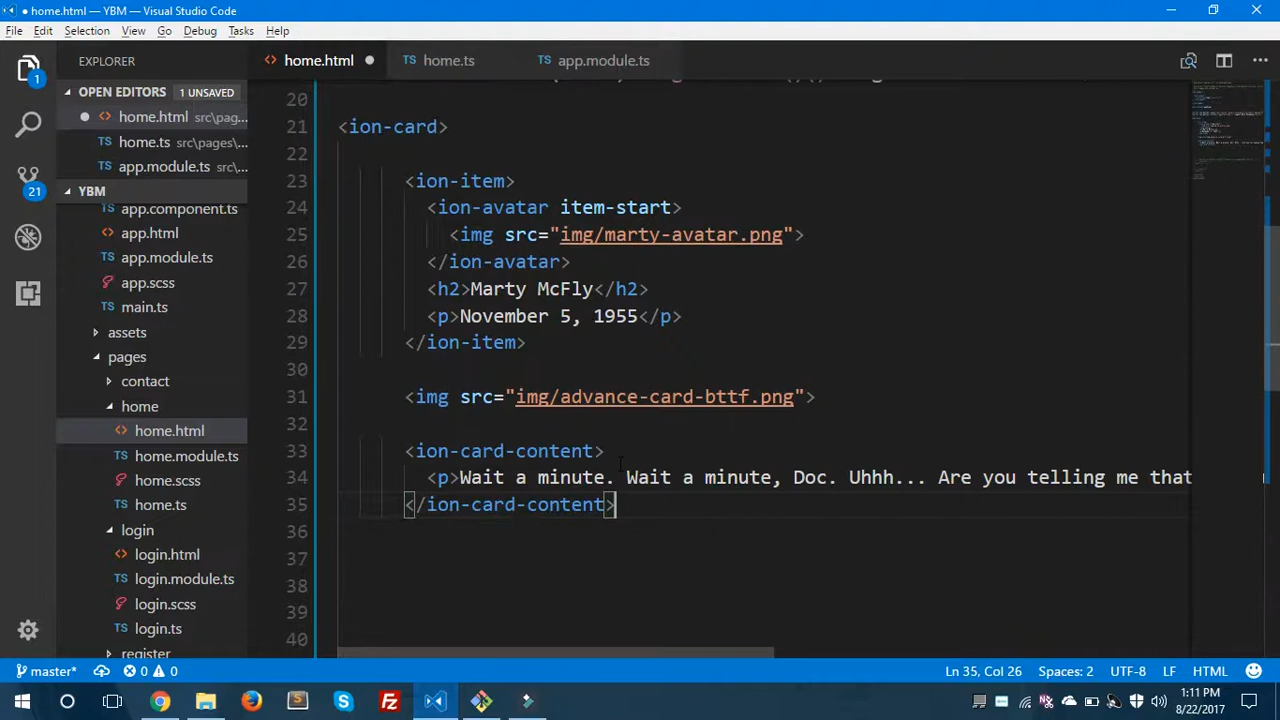 home.html — YBM — Visual Studio Code
File Edit Selection View Go Debug Tasks Help
EXPLORER
home.html
TS home.ts
TS app.module.ts
OPEN EDITORS 1 UNSAVED
home.html src\pag...
TS home.ts src\pages\...
TS app.module.ts src\...
YBM
app.component.ts
app.html
app.module.ts
app.scss
main.ts
assets
pages
contact
home
home.html
home.module.ts
home.scss
home.ts
login
login.html
login.module.ts
login.scss
login.ts
register
1
21
20
21 <ion-card>
22
23 <ion-item>
24 <ion-avatar item-start>
25 <img src="img/marty-avatar.png">
26 </ion-avatar>
27 <h2>Marty McFly</h2>
28 <p>November 5, 1955</p>
29 </ion-item>
30
31 <img src="img/advance-card-bttf.png">
32
33 <ion-card-content>
34 <p>Wait a minute. Wait a minute, Doc. Uhhh... Are you telling me that
35 </ion-card-content>
36
37
38
39
40
master* 0 0 Ln 35, Col 26 Spaces: 2 UTF-8 LF HTML
1:11 PM
8/22/2017